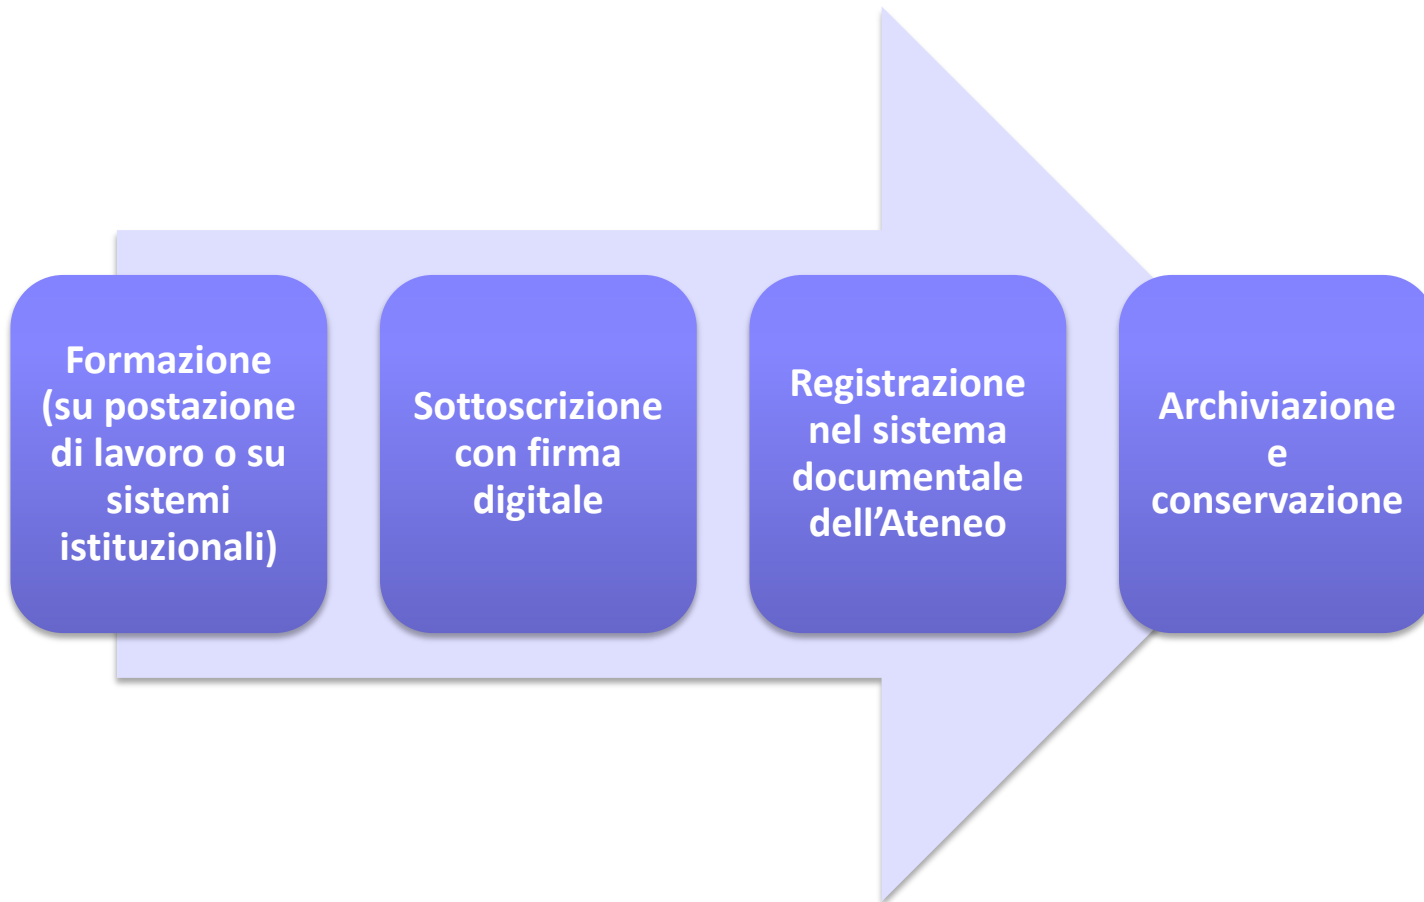 Formazione
(su postazione
di lavoro o su
sistemi
istituzionali)
Sottoscrizione
con firma
digitale
Registrazione
nel sistema
documentale
dell’Ateneo
Archiviazione
e
conservazione